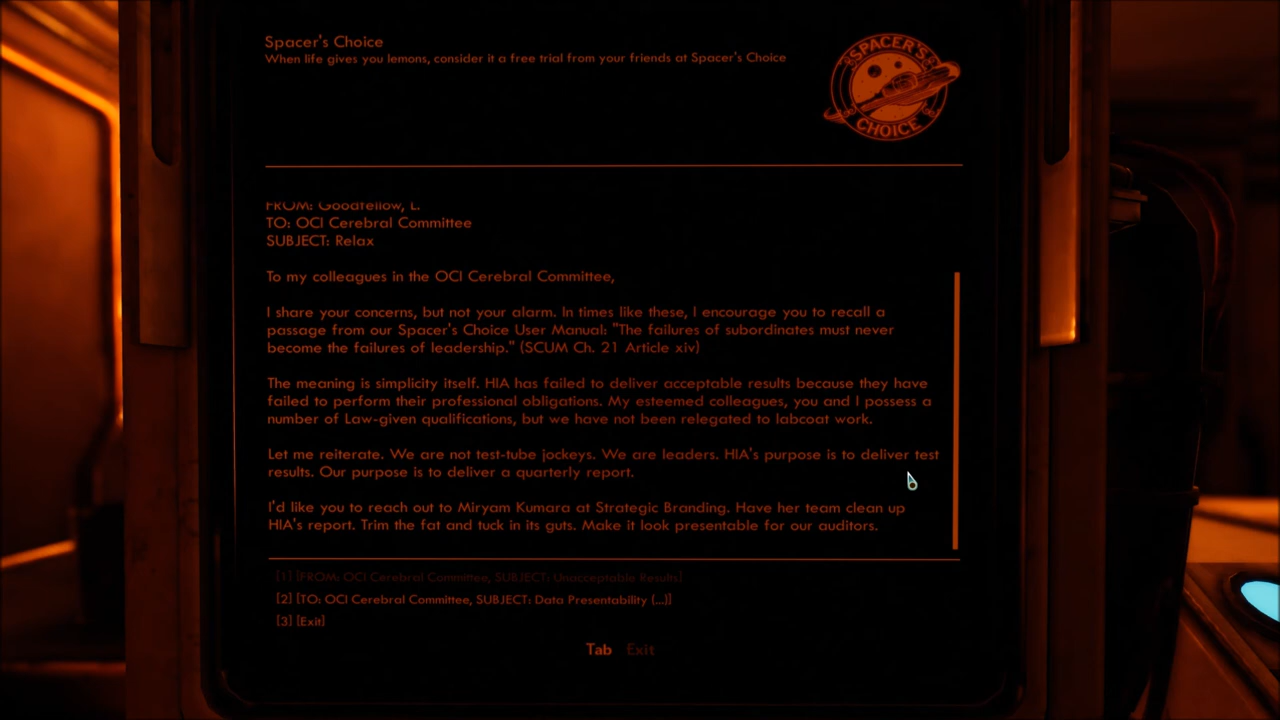 Spacer's Choice
When life gives you lemons, consider it a free trial from your friends at Spacer's Choice
SPACER'S
CHOICE
FROM: Goodfellow, L.
TO: OCI Cerebral Committee
SUBJECT: Relax
To my colleagues in the OCI Cerebral Committee,
I share your concerns, but not your alarm. In times like these, I encourage you to recall a
passage from our Spacer's Choice User Manual: "The failures of subordinates must never
become the failures of leadership." (SCUM Ch. 21 Article xiv)
The meaning is simplicity itself. HIA has failed to deliver acceptable results because they have
failed to perform their professional obligations. My esteemed colleagues, you and I possess a
number of Law-given qualifications, but we have not been relegated to labcoat work.
Let me reiterate. We are not test-tube jockeys. We are leaders. HIA's purpose is to deliver test
results. Our purpose is to deliver a quarterly report.
I'd like you to reach out to Miryam Kumara at Strategic Branding. Have her team clean up
HIA's report. Trim the fat and tuck in its guts. Make it look presentable for our auditors.
[1] [FROM: OCI Cerebral Committee, SUBJECT: Unacceptable Results]
[2] [TO: OCI Cerebral Committee, SUBJECT: Data Presentability (...)]
[3] [Exit]
Tab Exit